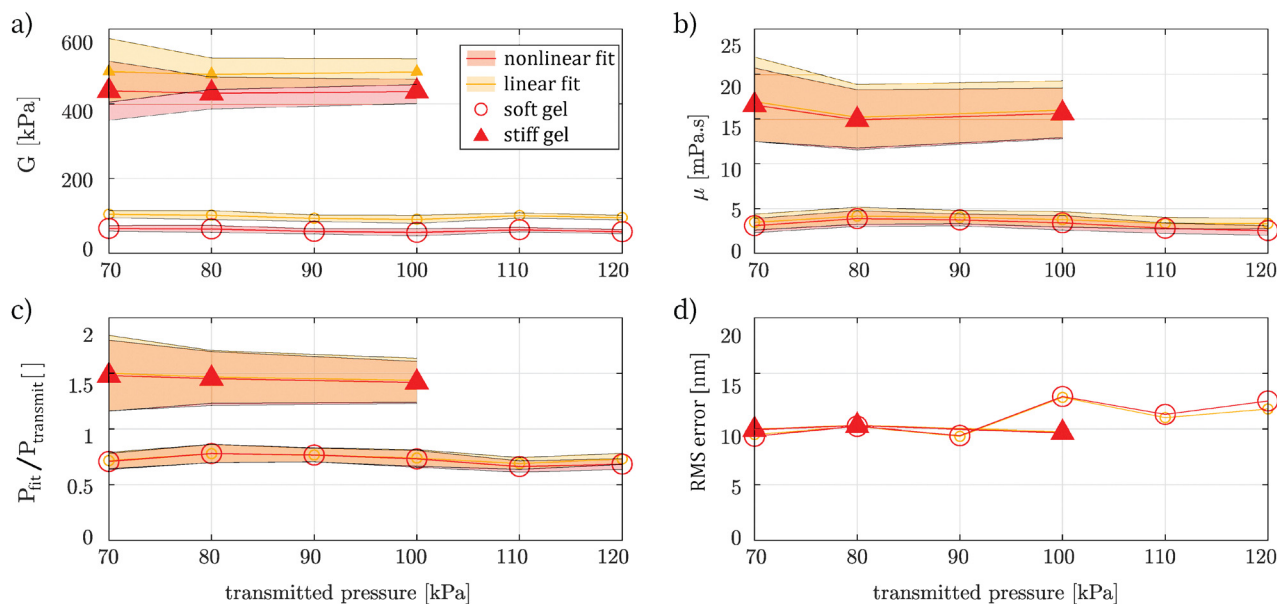 a)
600
400
200
0
G [kPa]
70 80 90 100 110 120
nonlinear fit
linear fit
soft gel
stiff gel
b)
25
20
15
10
5
0
μ [mPa.s]
70 80 90 100 110 120
c)
2
1.5
1
0.5
0
P_fit/P_transmit[ ]
70 80 90 100 110 120
transmitted pressure [kPa]
d)
20
15
10
5
0
RMS error [nm]
70 80 90 100 110 120
transmitted pressure [kPa]